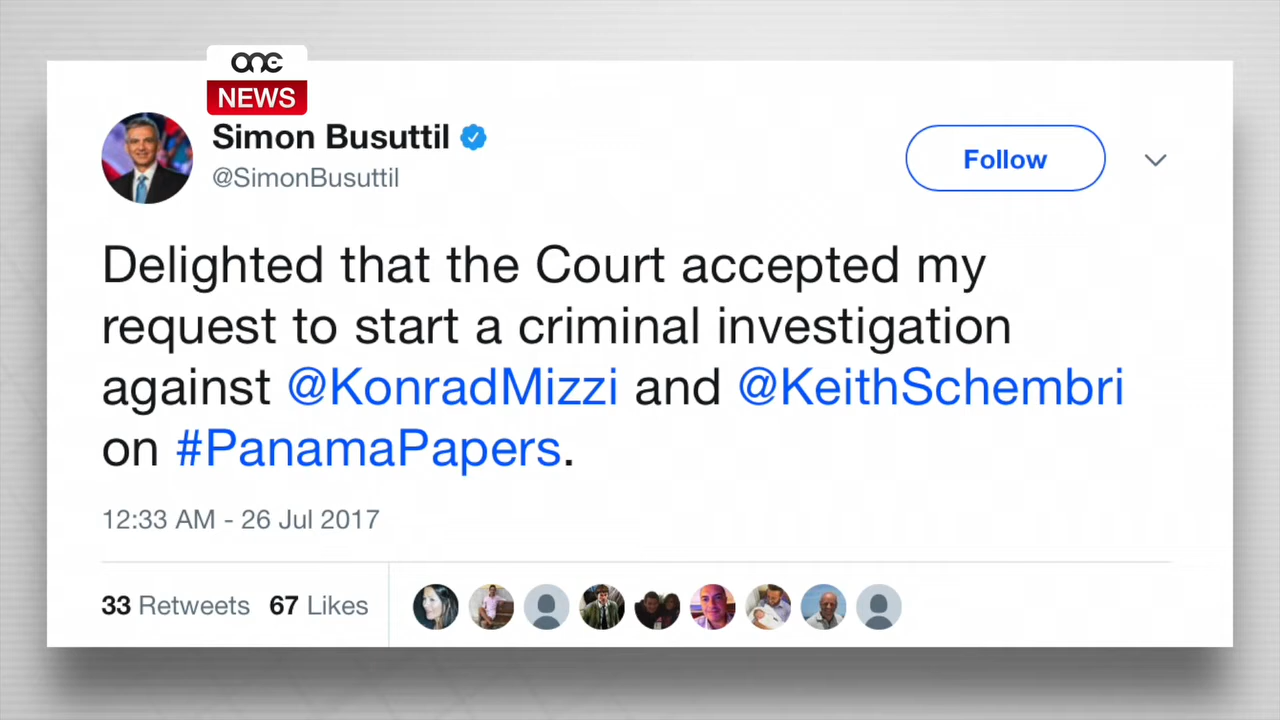 one
NEWS
Simon Busuttil
@SimonBusuttil
Follow
Delighted that the Court accepted my
request to start a criminal investigation
against @KonradMizzi and @KeithSchembri
on #PanamaPapers.
12:33 AM - 26 Jul 2017
33 Retweets 67 Likes